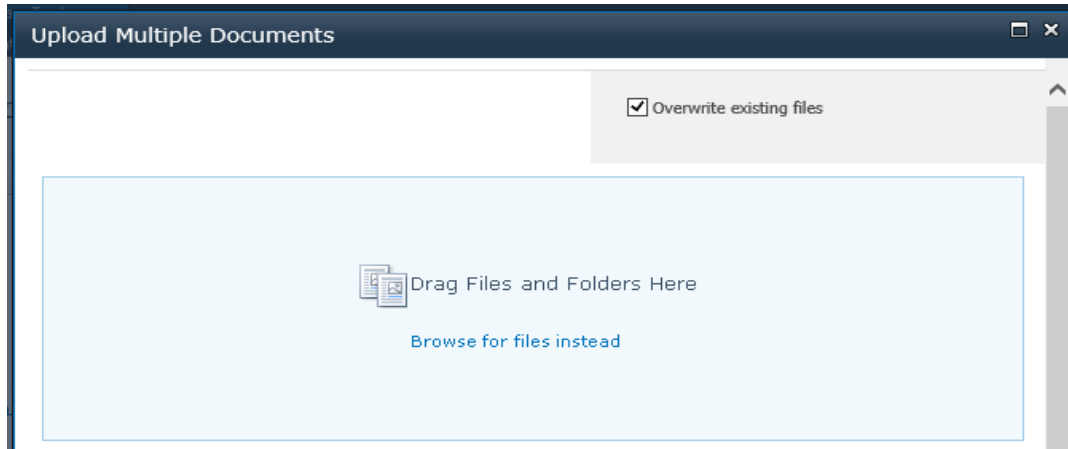 Upload Multiple Documents
Overwrite existing files
Drag Files and Folders Here
Browse for files instead